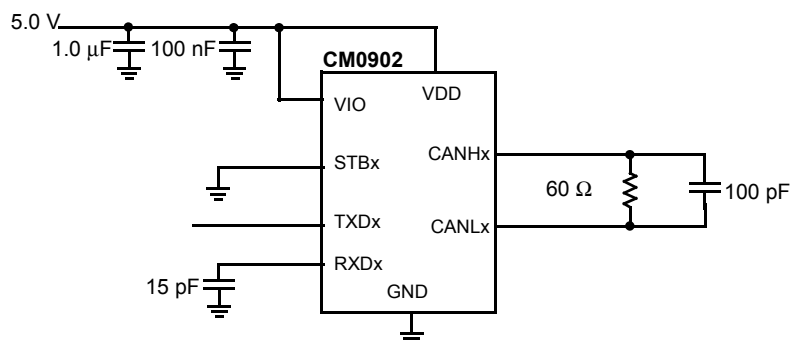 5.0 V
1.0 μF
100 nF
CM0902
VIO
VDD
STBx
CANHx
60 Ω
100 pF
TXDx
CANLx
RXDx
15 pF
GND